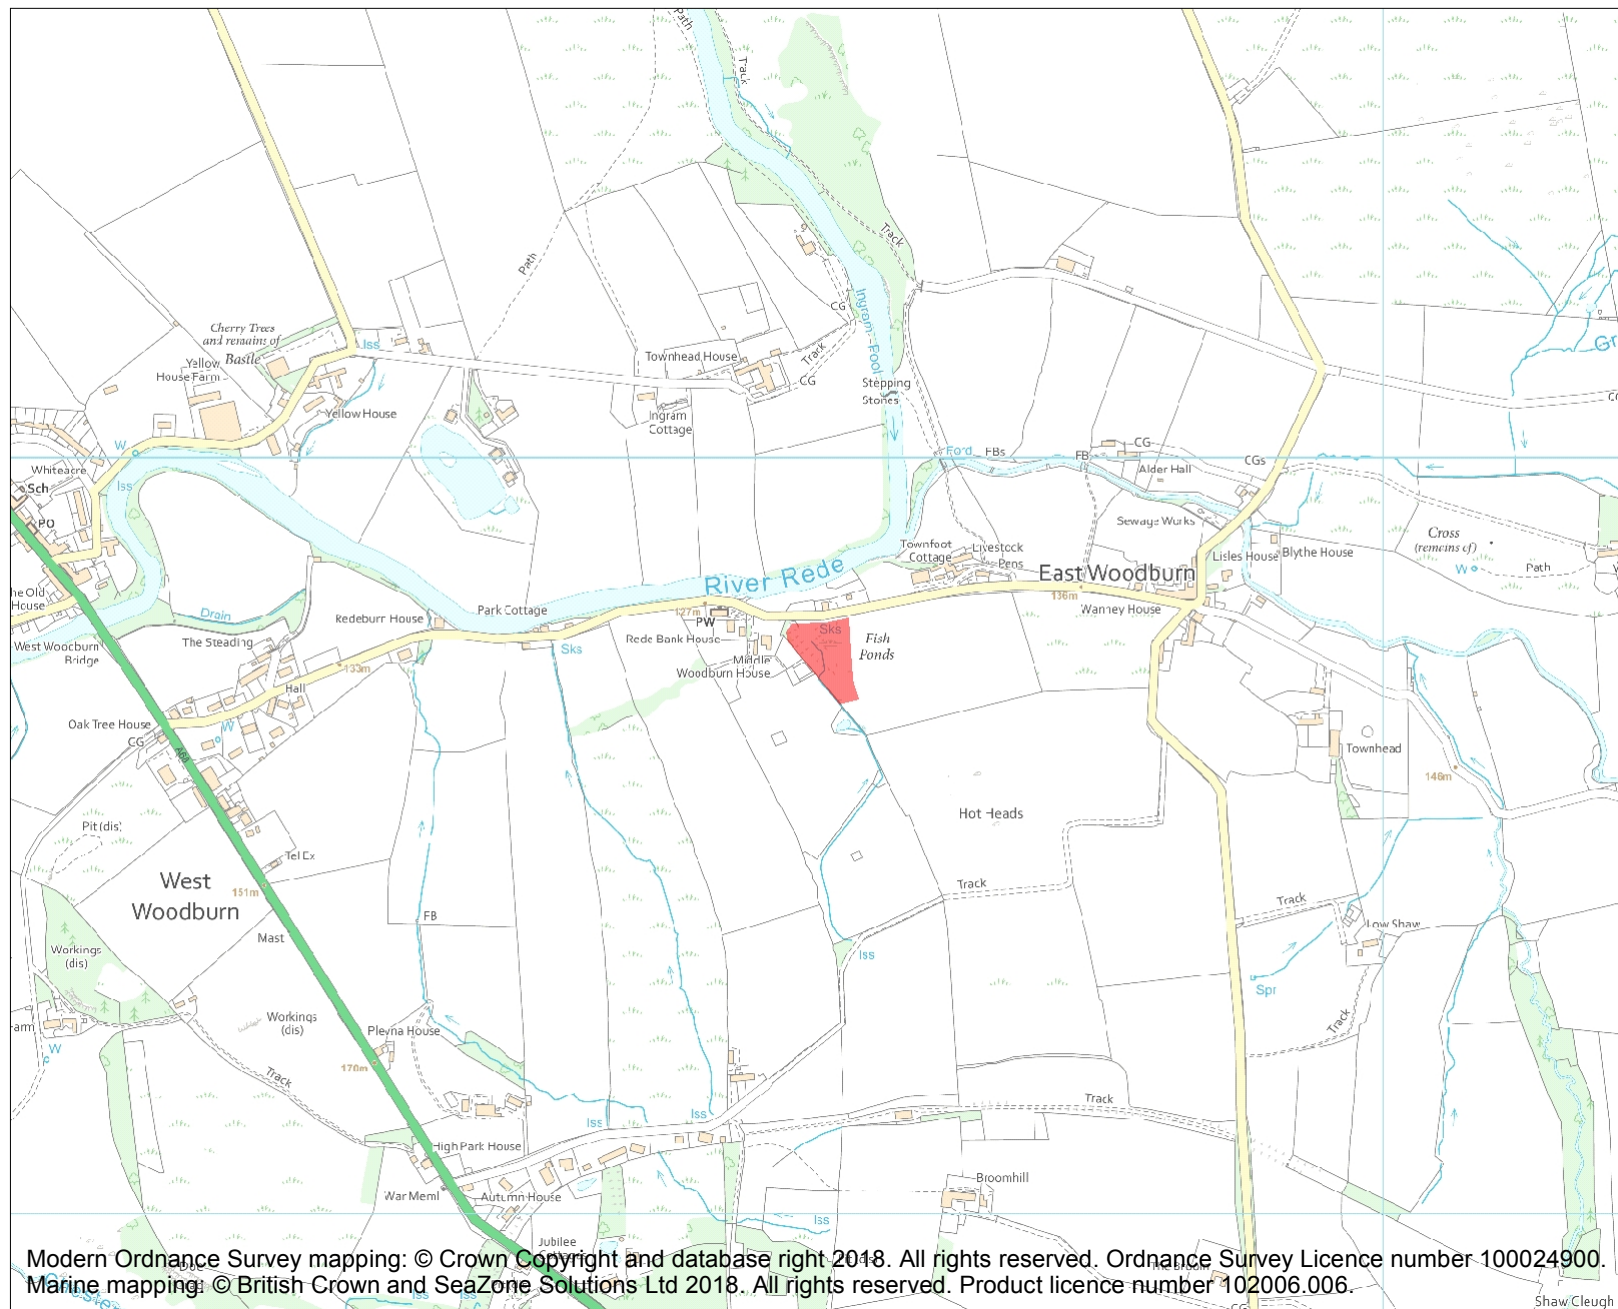 Path
Track
Track
Path
CG
Ingram Pool
Cherry Trees
and remains of
Bastle
Iss
Yellow
House Farm
Townhead House
Track
CG
Stepping
Stones
Yellow House
Ingram
Cottage
W
Ford
FBs
FB
CG
CGs
Alder Hall
Whiteacre
Sch
Iss
PO
Sewage Works
Cross
(remains of)
Townfoot
Cottage
Livestock
Pens
Lisles House
Blythe House
W
Path
River Rede
East Woodburn
136m
Wanney House
House
Drain
Park Cottage
127m
PW
Redeburn House
Rede Bank House
Sks
Fish
Ponds
The Steading
West Woodburn
Bridge
Sks
Middle
Woodburn House
133m
Hall
Oak Tree House
CG
W
A68
Townhead
146m
Pit (dis)
Hot Heads
Tel Ex
West
Woodburn
151m
Track
FB
Track
Low Shaw
Mast
Workings
(dis)
Iss
Spr
Workings
(dis)
Plevna House
Track
W
170m
Track
Track
Iss
Iss
High Park House
War Meml
Autumn House
Broomhill
Iss
Jubilee
Modern Ordnance Survey mapping: © Crown Copyright and database right 2018. All rights reserved. Ordnance Survey Licence number 100024900.
Marine mapping: © British Crown and SeaZone Solutions Ltd 2018. All rights reserved. Product licence number 102006.006.
Iss
Shaw Cleugh